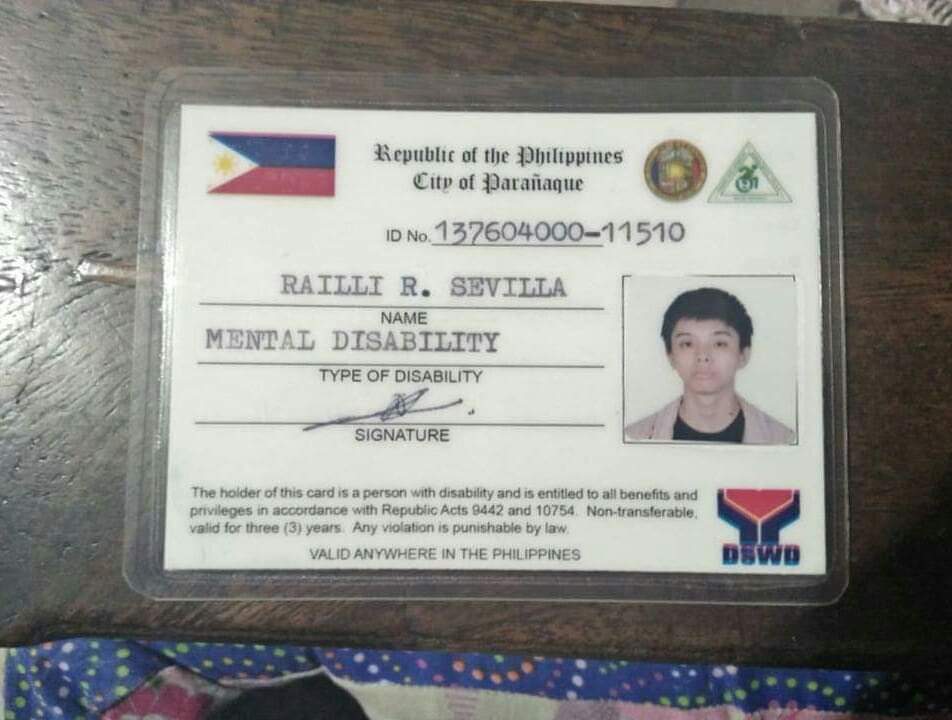 Republic of the Philippines
City of Parañaque
ID No. 137604000-11510
RAILLI R. SEVILLA
NAME
MENTAL DISABILITY
TYPE OF DISABILITY
SIGNATURE
The holder of this card is a person with disability and is entitled to all benefits and
privileges in accordance with Republic Acts 9442 and 10754. Non-transferable,
valid for three (3) years. Any violation is punishable by law.
VALID ANYWHERE IN THE PHILIPPINES
DSWD